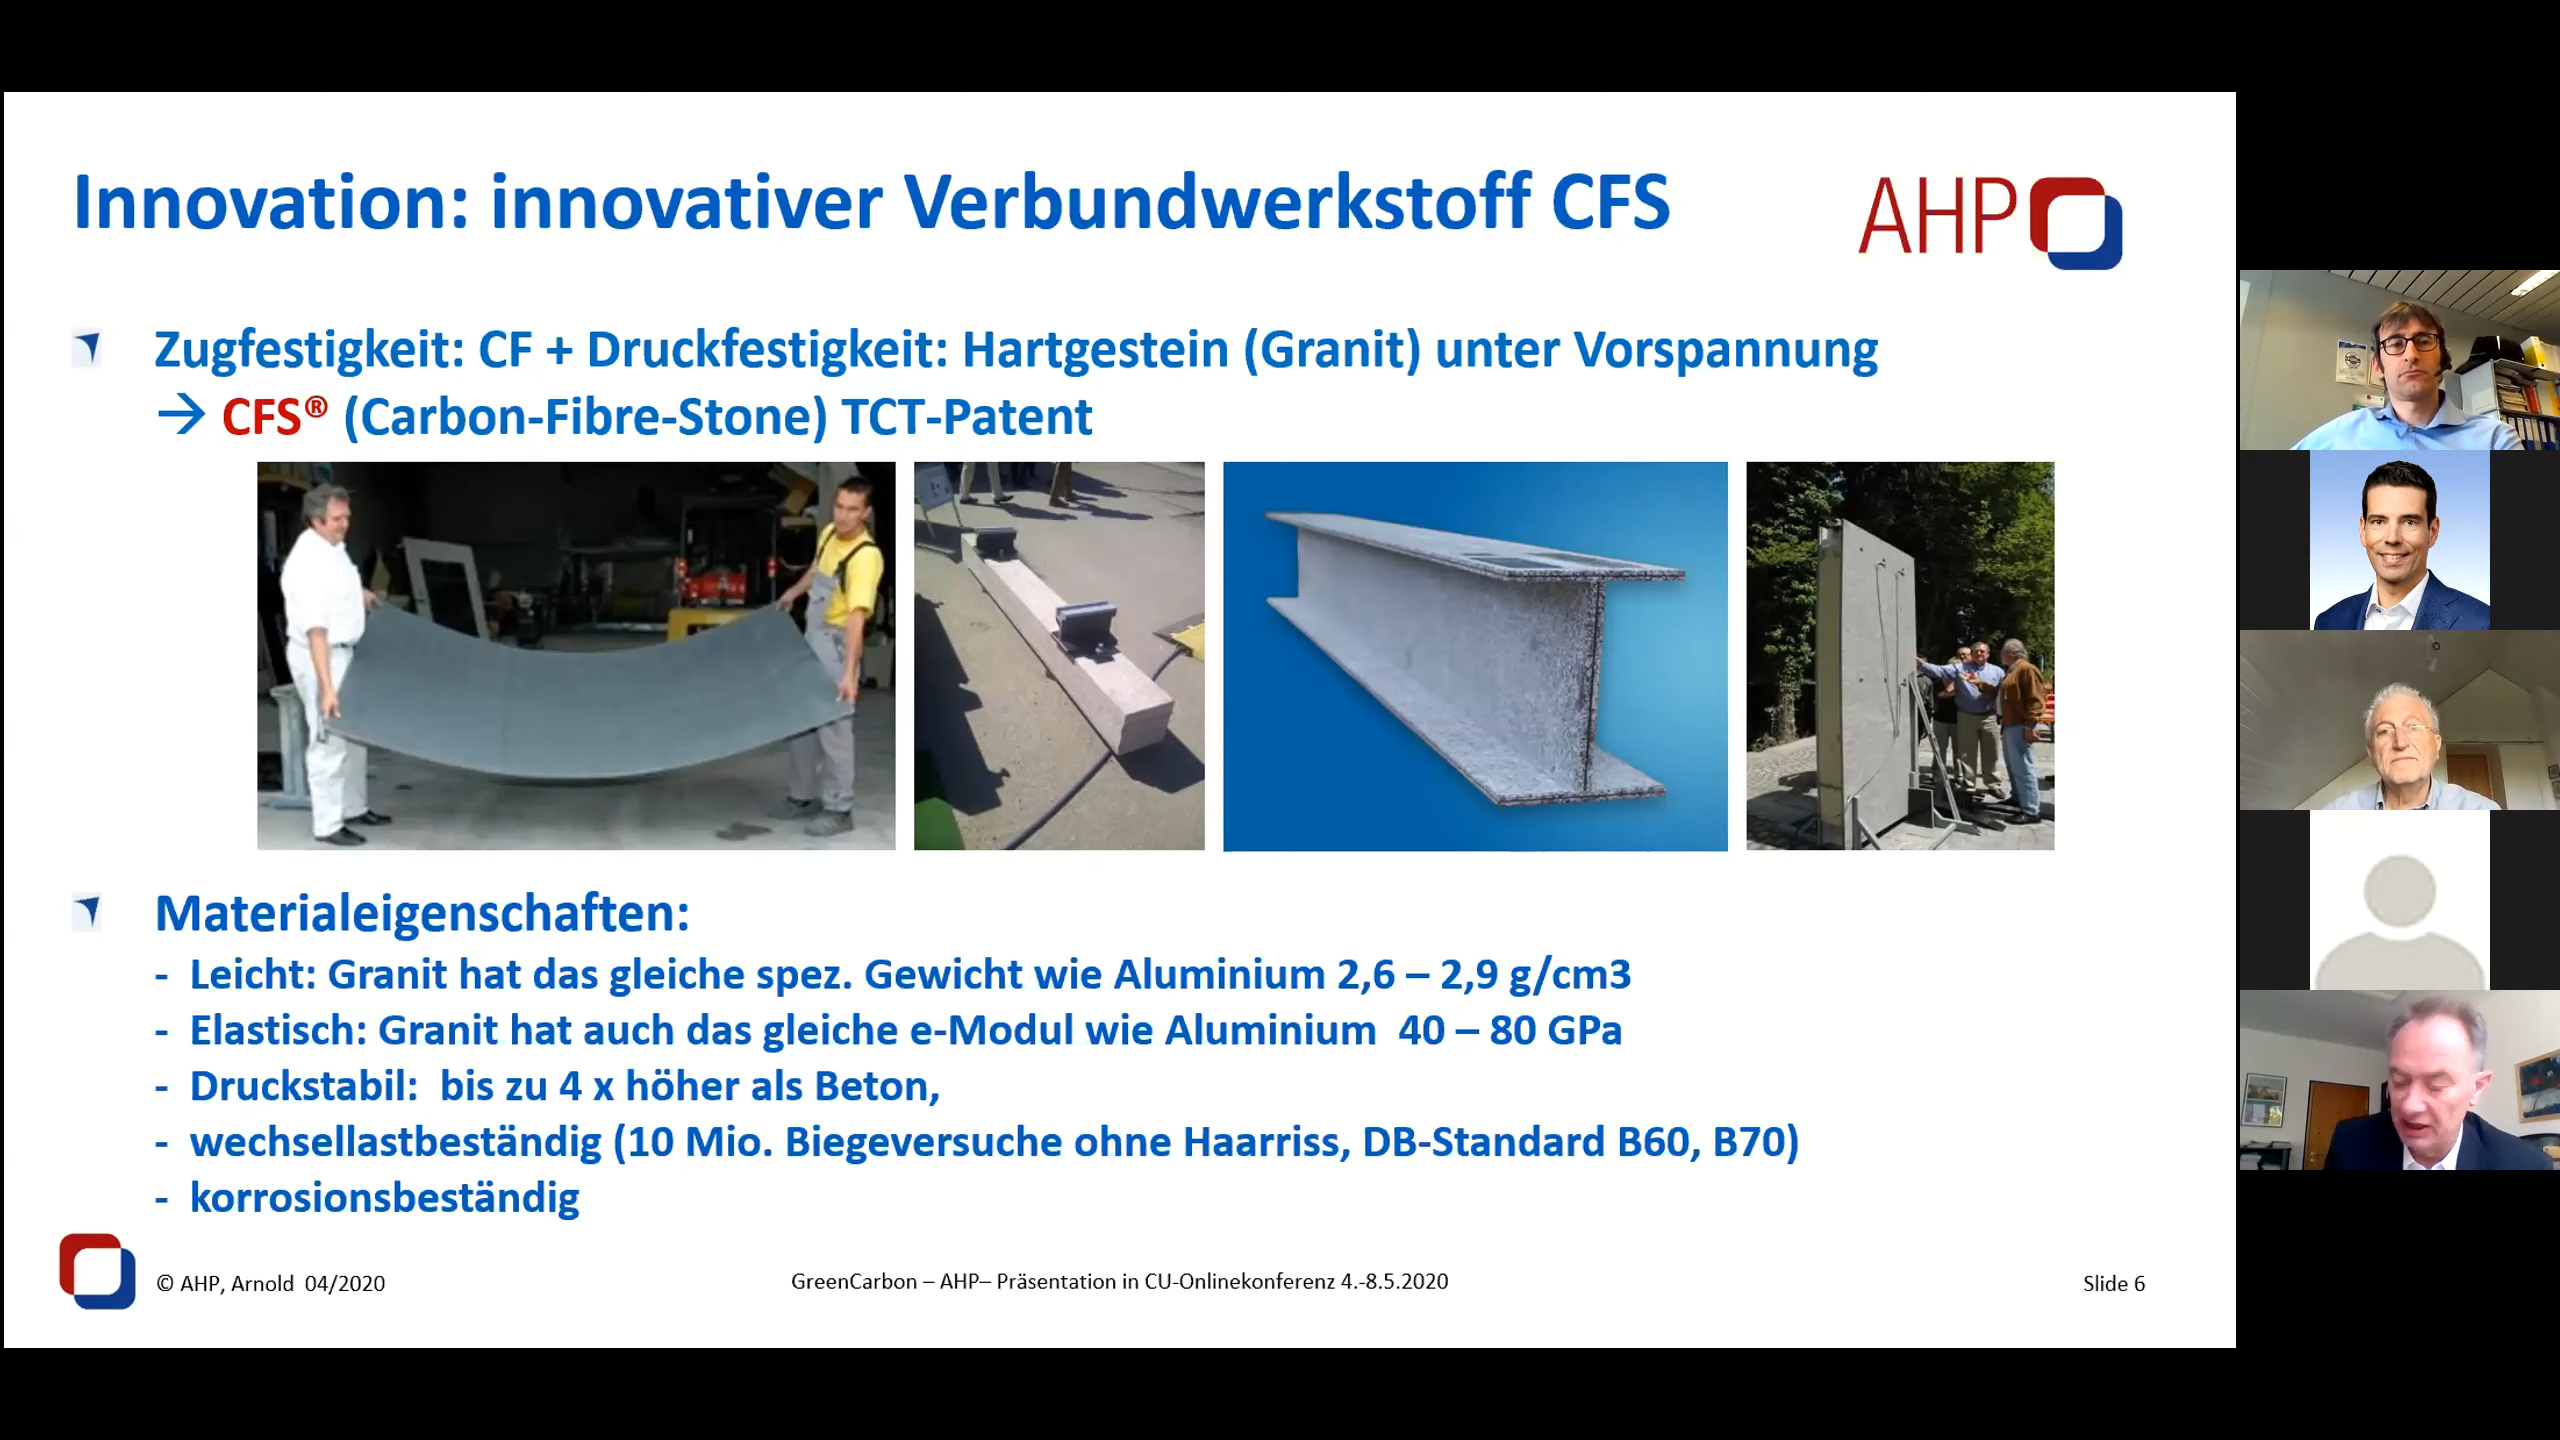 Innovation: innovativer Verbundwerkstoff CFS
AHP
Zugfestigkeit: CF + Druckfestigkeit: Hartgestein (Granit) unter Vorspannung
→ CFS® (Carbon-Fibre-Stone) TCT-Patent
Materialeigenschaften:
- Leicht: Granit hat das gleiche spez. Gewicht wie Aluminium 2,6 – 2,9 g/cm3
- Elastisch: Granit hat auch das gleiche e-Modul wie Aluminium 40 – 80 GPa
- Druckstabil: bis zu 4 x höher als Beton,
- wechsellastbeständig (10 Mio. Biegeversuche ohne Haarriss, DB-Standard B60, B70)
- korrosionsbeständig
© AHP, Arnold 04/2020
GreenCarbon – AHP– Präsentation in CU-Onlinekonferenz 4.-8.5.2020
Slide 6